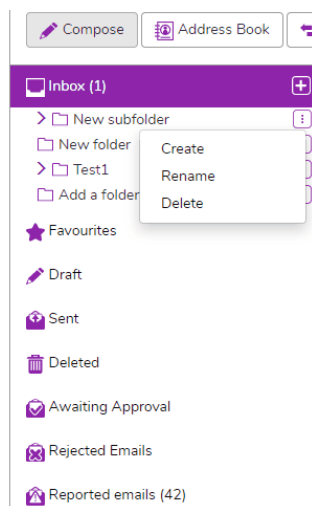 Compose
Address Book
Inbox (1)
New subfolder
New folder
Create
Test1
Rename
Add a folder
Delete
Favourites
Draft
Sent
Deleted
Awaiting Approval
Rejected Emails
Reported emails (42)